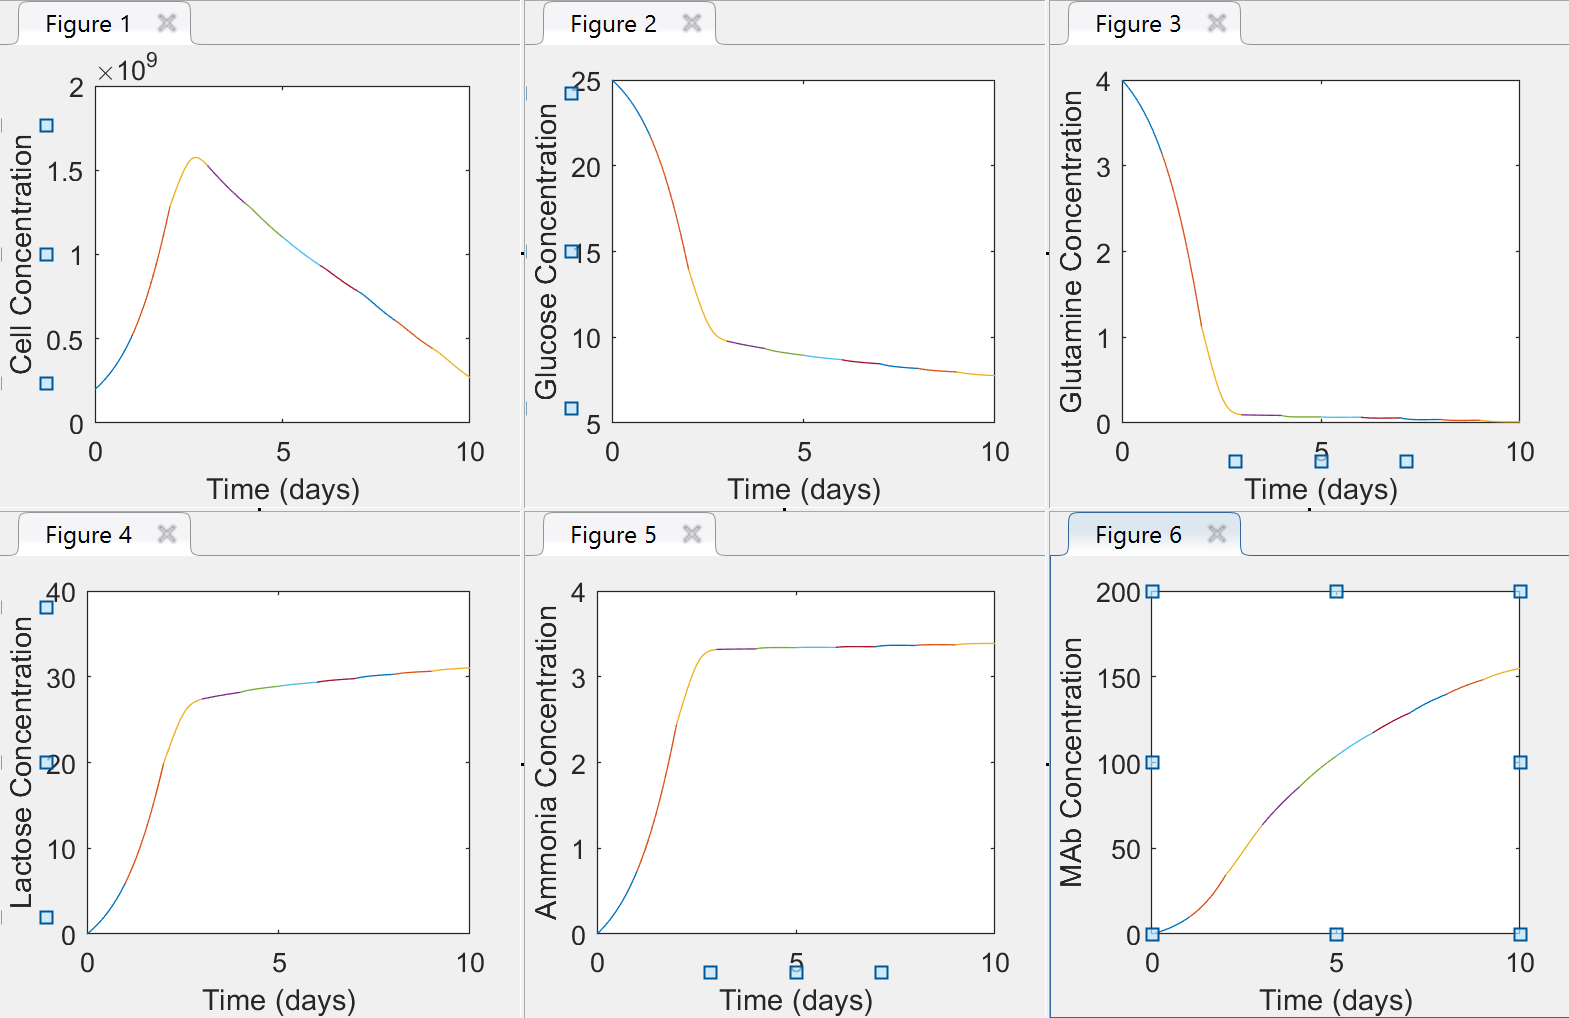 Figure 1
×10⁹
2
1.5
1
0.5
0
0 5 10
Cell Concentration
Time (days)
Figure 2
25
20
15
10
5
0 5 10
Glucose Concentration
Time (days)
Figure 3
4
3
2
1
0
0 5 10
Glutamine Concentration
Time (days)
Figure 4
40
30
20
10
0
0 5 10
Lactose Concentration
Time (days)
Figure 5
4
3
2
1
0
0 5 10
Ammonia Concentration
Time (days)
Figure 6
200
150
100
50
0
0 5 10
MAb Concentration
Time (days)